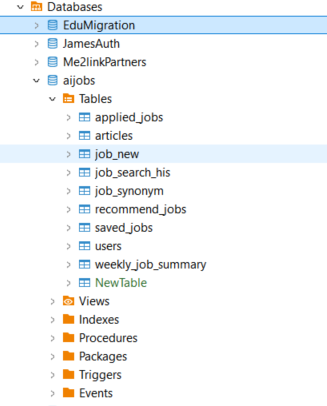 Databases
EduMigration
JamesAuth
Me2linkPartners
aijobs
Tables
applied_jobs
articles
job_new
job_search_his
job_synonym
recommend_jobs
saved_jobs
users
weekly_job_summary
NewTable
Views
Indexes
Procedures
Packages
Triggers
Events